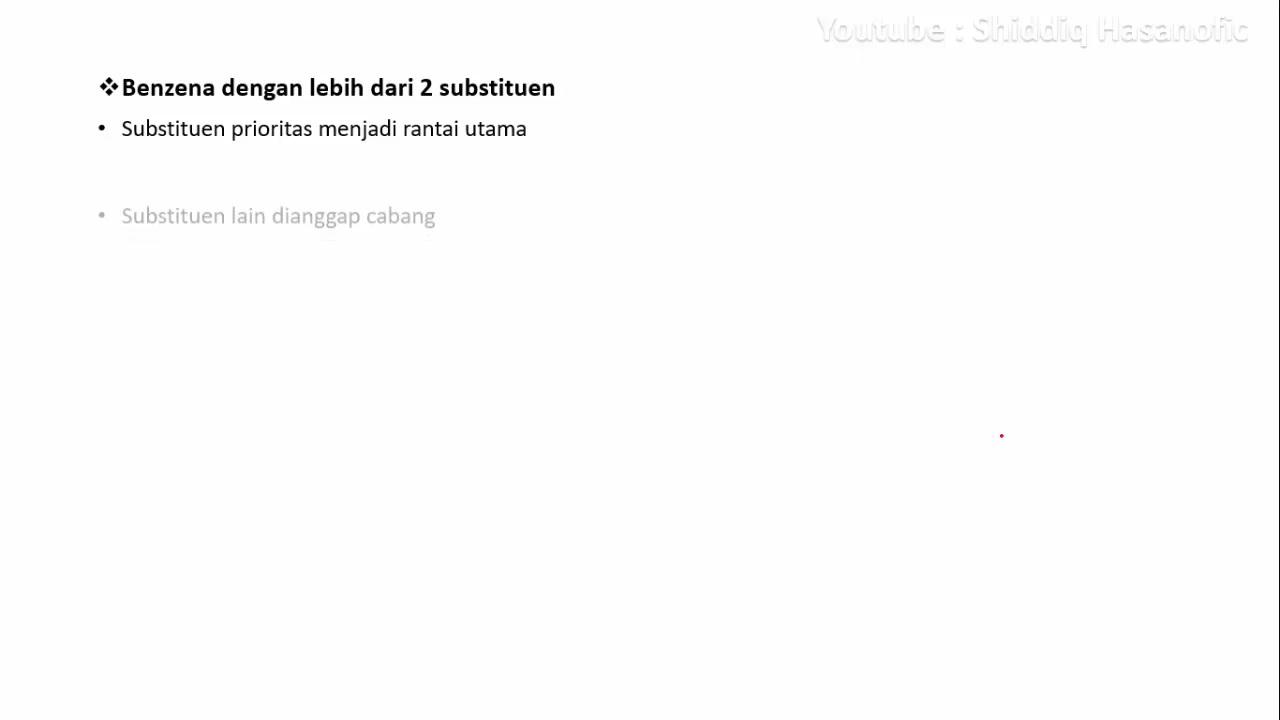 Youtube : Shiddiq Hasanofic
❖Benzena dengan lebih dari 2 substituen
• Substituen prioritas menjadi rantai utama
• Substituen lain dianggap cabang